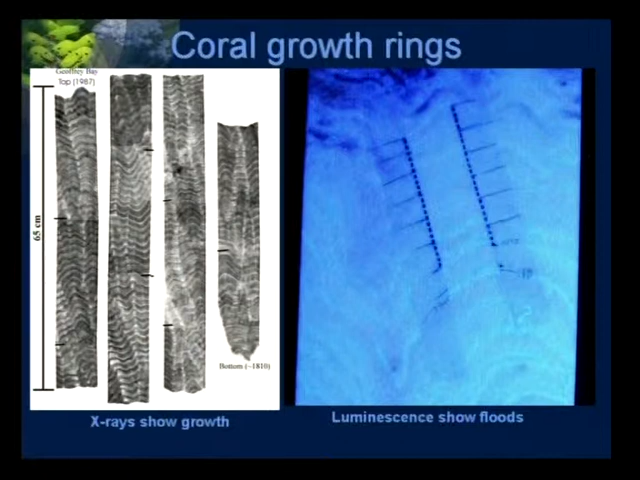 Coral growth rings
Geoffrey Bay
Top (1987)
65 cm
Bottom (~1810)
X-rays show growth
Luminescence show floods